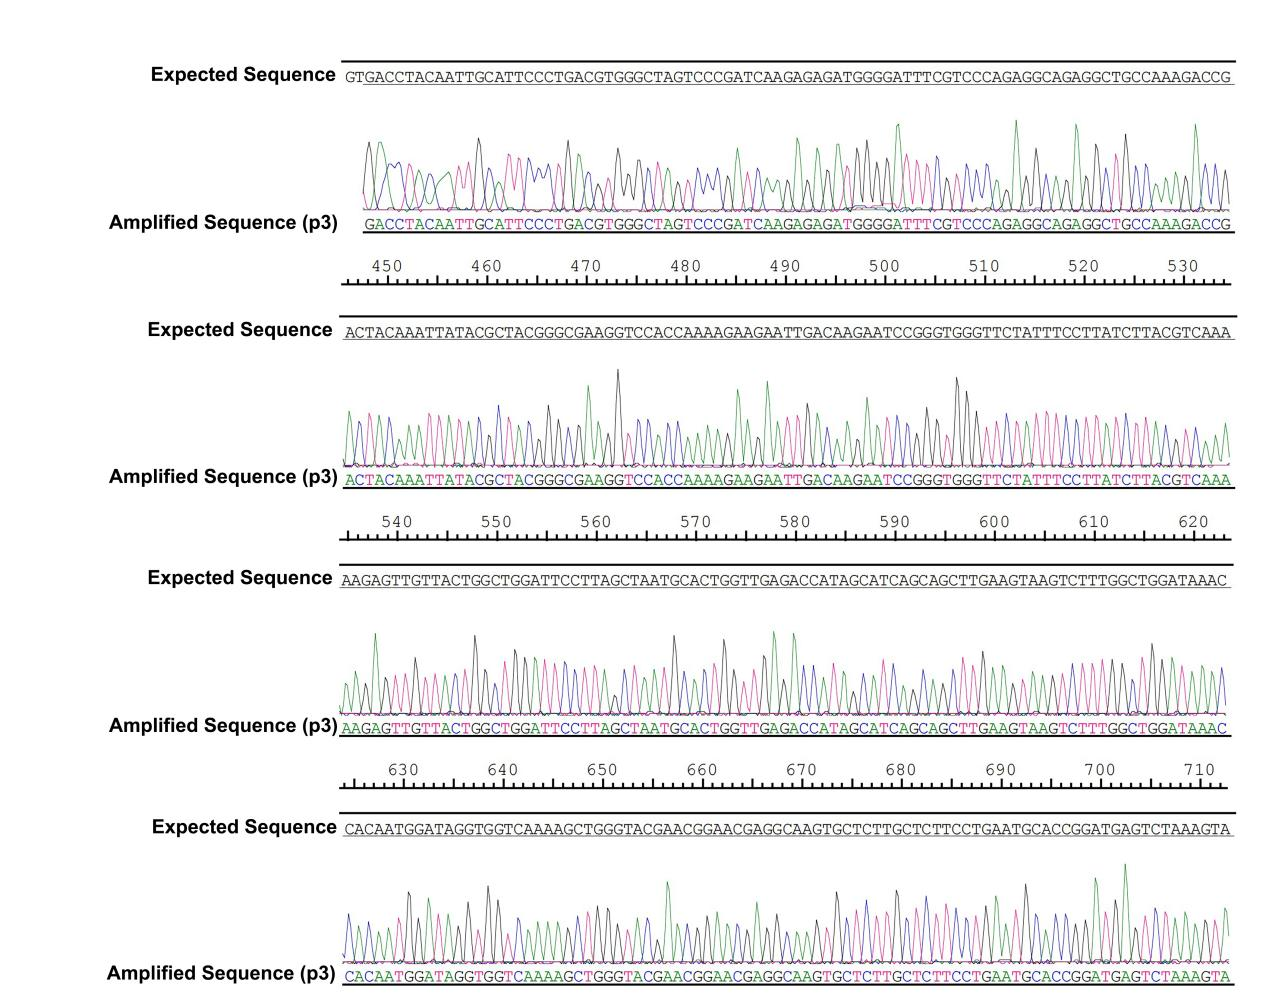 Expected Sequence GTGACCTACAATTGCATTCCCTGACGTGGGCTAGTCCCGATCAAGAGAGATGGGGATTTCGTCCCAGAGGCAGAGGCTGCCAAAGACCG
Amplified Sequence (p3) GACCTACAATTGCATTCCCTGACGTGGGCTAGTCCCGATCAAGAGAGATGGGGATTTCGTCCCAGAGGCAGAGGCTGCCAAAGACCG
450 460 470 480 490 500 510 520 530
Expected Sequence ACTACAAATTATACGCTACGGGCGAAGGTCCACCAAAAGAAGAATTGACAAGAATCCGGGTGGGTTCTATTTCCTTATCTTACGTCAAA
Amplified Sequence (p3) ACTACAAATTATACGCTACGGGCGAAGGTCCACCAAAAGAAGAATTGACAAGAATCCGGGTGGGTTCTATTTCCTTATCTTACGTCAAA
540 550 560 570 580 590 600 610 620
Expected Sequence AAGAGTTGTTACTGGCTGGATTCCTTAGCTAATGCACTGGTTGAGACCATAGCATCAGCAGCTTGAAGTAAGTCTTTGGCTGGATAAAC
Amplified Sequence (p3) AAGAGTTGTTACTGGCTGGATTCCTTAGCTAATGCACTGGTTGAGACCATAGCATCAGCAGCTTGAAGTAAGTCTTTGGCTGGATAAAC
630 640 650 660 670 680 690 700 710
Expected Sequence CACAATGGATAGGTGGTCAAAAGCTGGGTACGAACGGAACGAGGCAAGTGCTCTTGCTCTTCCTGAATGCACCGGATGAGTCTAAAGTA
Amplified Sequence (p3) CACAATGGATAGGTGGTCAAAAGCTGGGTACGAACGGAACGAGGCAAGTGCTCTTGCTCTTCCTGAATGCACCGGATGAGTCTAAAGTA